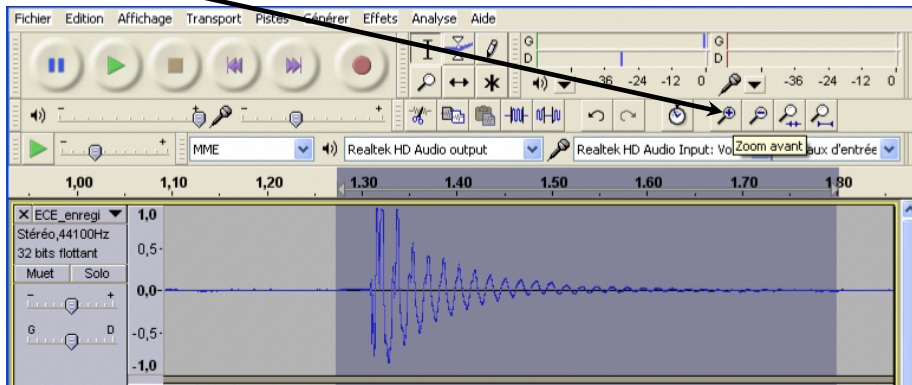 Fichier Edition Affichage Transport Pistes Générer Effets Analyse Aide
G G
D D
-36 -24 -12 0 -36 -24 -12 0
- + - +
- + MME Realtek HD Audio output Realtek HD Audio Input: Vo Zoom avant aux d'entrée
1,00 1,10 1,20 1,30 1,40 1,50 1,60 1,70 1,80
ECE_enregi 1,0
Stéréo,44100Hz
32 bits flottant 0,5-
Muet Solo
- + 0,0-
G D -0,5-
-1,0